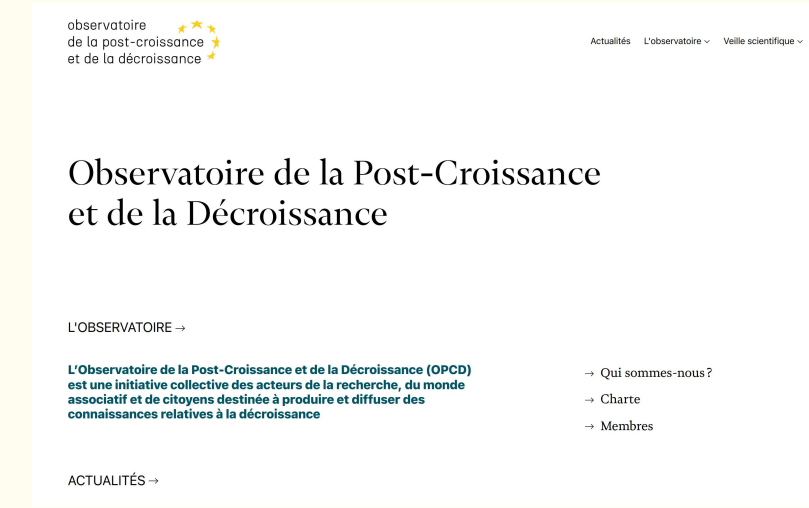 observatoire
de la post-croissance
et de la décroissance
Actualités L'observatoire Veille scientifique
Observatoire de la Post-Croissance
et de la Décroissance
L'OBSERVATOIRE →
L'Observatoire de la Post-Croissance et de la Décroissance (OPCD)
est une initiative collective des acteurs de la recherche, du monde
associatif et de citoyens destinée à produire et diffuser des
connaissances relatives à la décroissance
→ Qui sommes-nous ?
→ Charte
→ Membres
ACTUALITÉS →